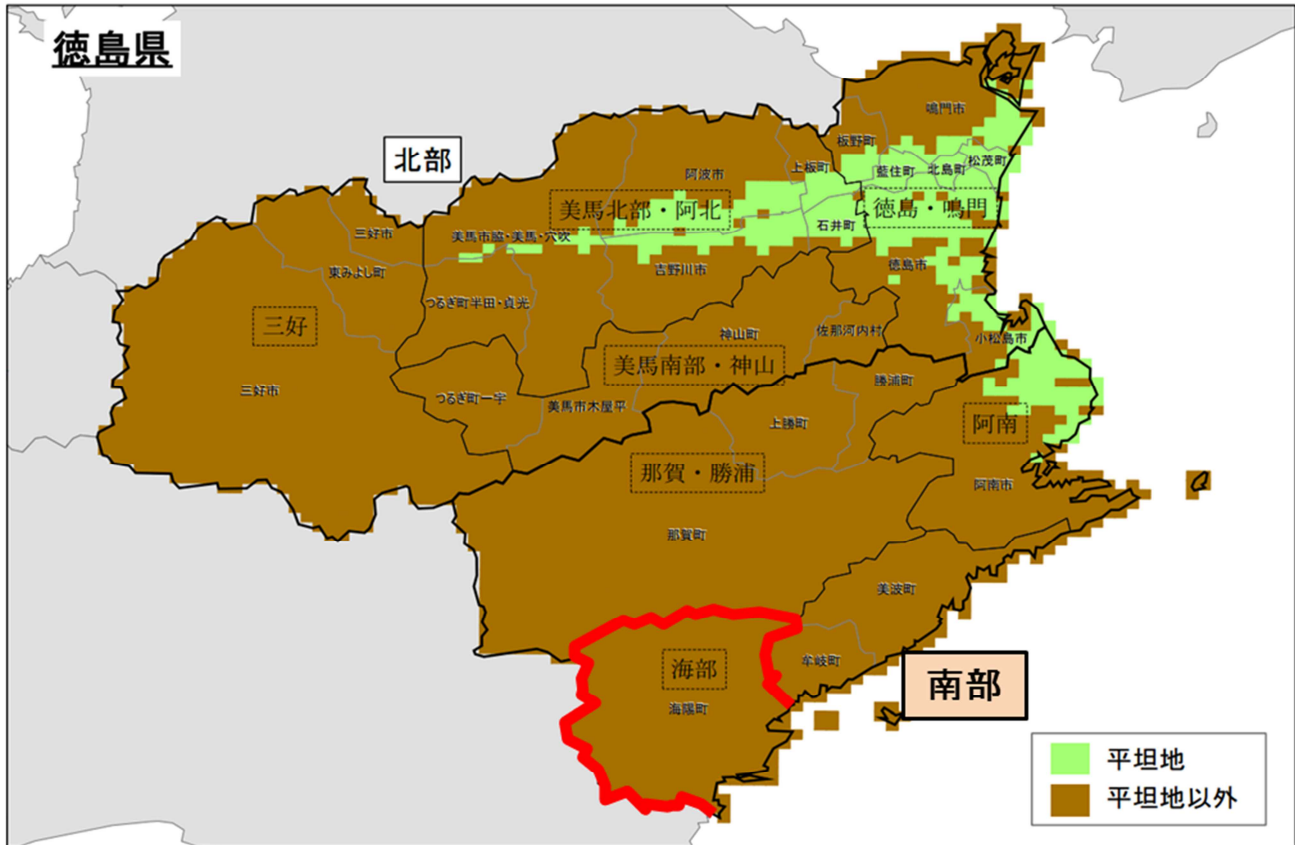 徳島県
鳴門市
北部
板野町
松茂町
上板町
藍住町
北島町
阿波市
美馬北部・阿北
徳島・鳴門
石井町
三好市
美馬市脇・美馬・穴吹
徳島市
東みよし町
吉野川市
つるぎ町半田・貞光
三好
神山町
佐那河内村
小松島市
美馬南部・神山
勝浦町
三好市
つるぎ町一宇
美馬市木屋平
上勝町
阿南
那賀・勝浦
阿南市
那賀町
美波町
牟岐町
海部
南部
海陽町
平坦地
平坦地以外